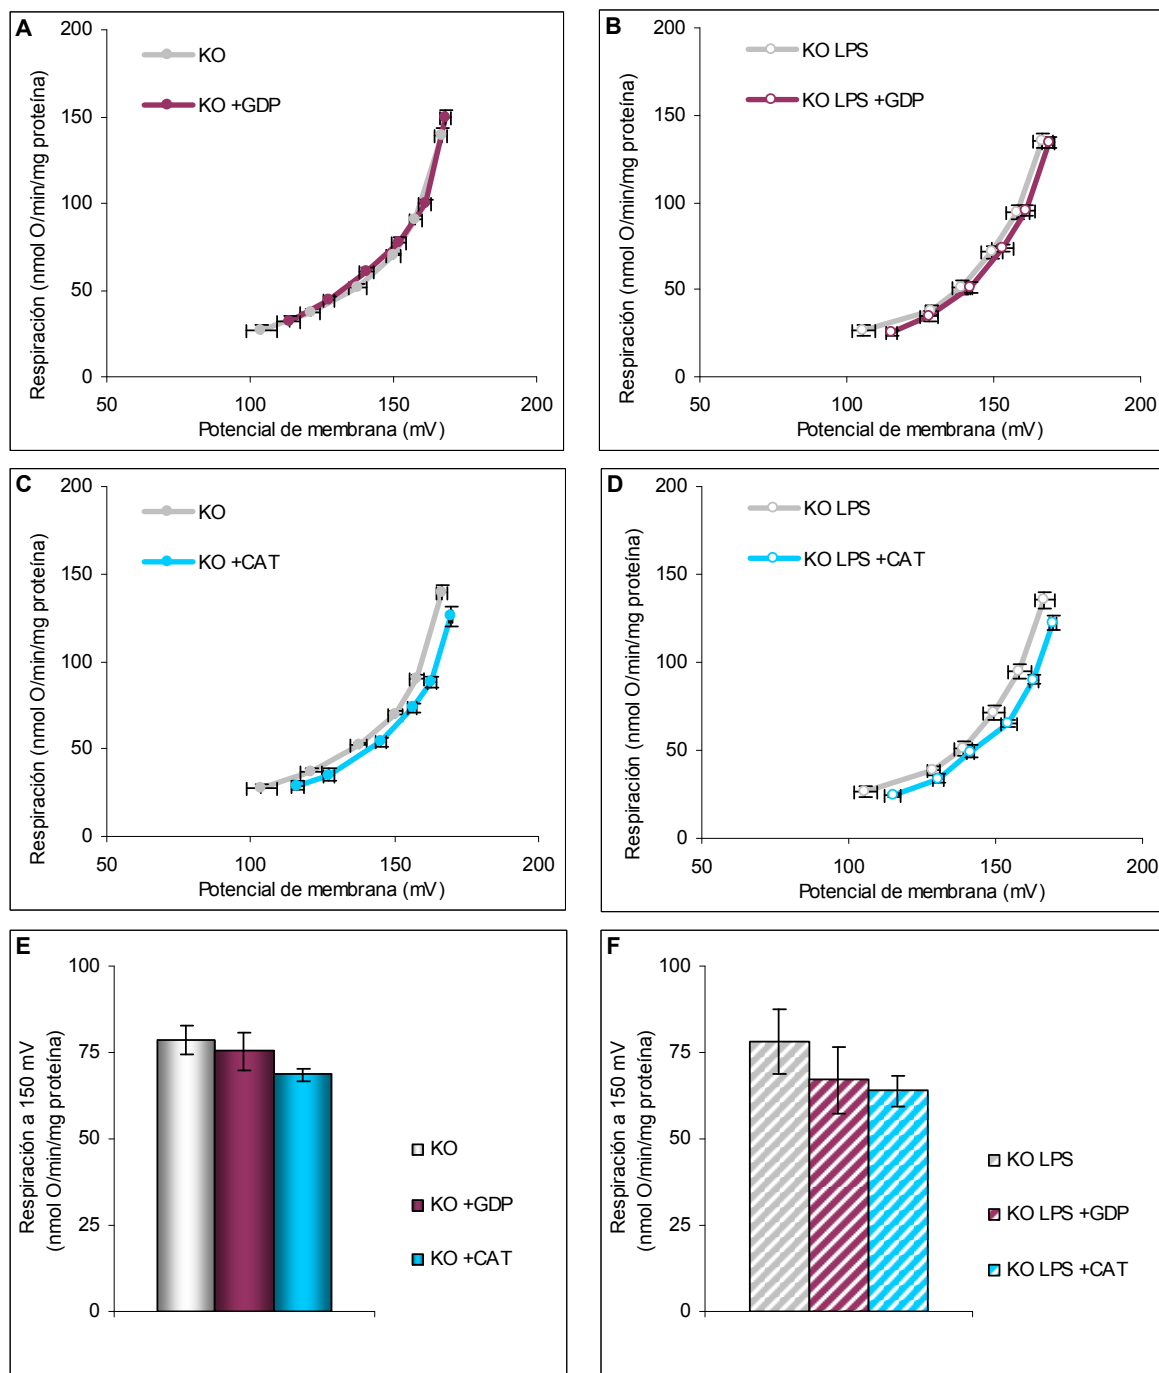 A
200
150
100
50
0
50
100
150
200
Respiración (nmol O/min/mg proteína)
Potencial de membrana (mV)
KO
KO +GDP
B
200
150
100
50
0
50
100
150
200
Respiración (nmol O/min/mg proteína)
Potencial de membrana (mV)
KO LPS
KO LPS +GDP
C
200
150
100
50
0
50
100
150
200
Respiración (nmol O/min/mg proteína)
Potencial de membrana (mV)
KO
KO +CAT
D
200
150
100
50
0
50
100
150
200
Respiración (nmol O/min/mg proteína)
Potencial de membrana (mV)
KO LPS
KO LPS +CAT
E
100
75
50
25
0
Respiración a 150 mV
(nmol O/min/mg proteína)
KO
KO +GDP
KO +CAT
F
100
75
50
25
0
Respiración a 150 mV
(nmol O/min/mg proteína)
KO LPS
KO LPS +GDP
KO LPS +CAT